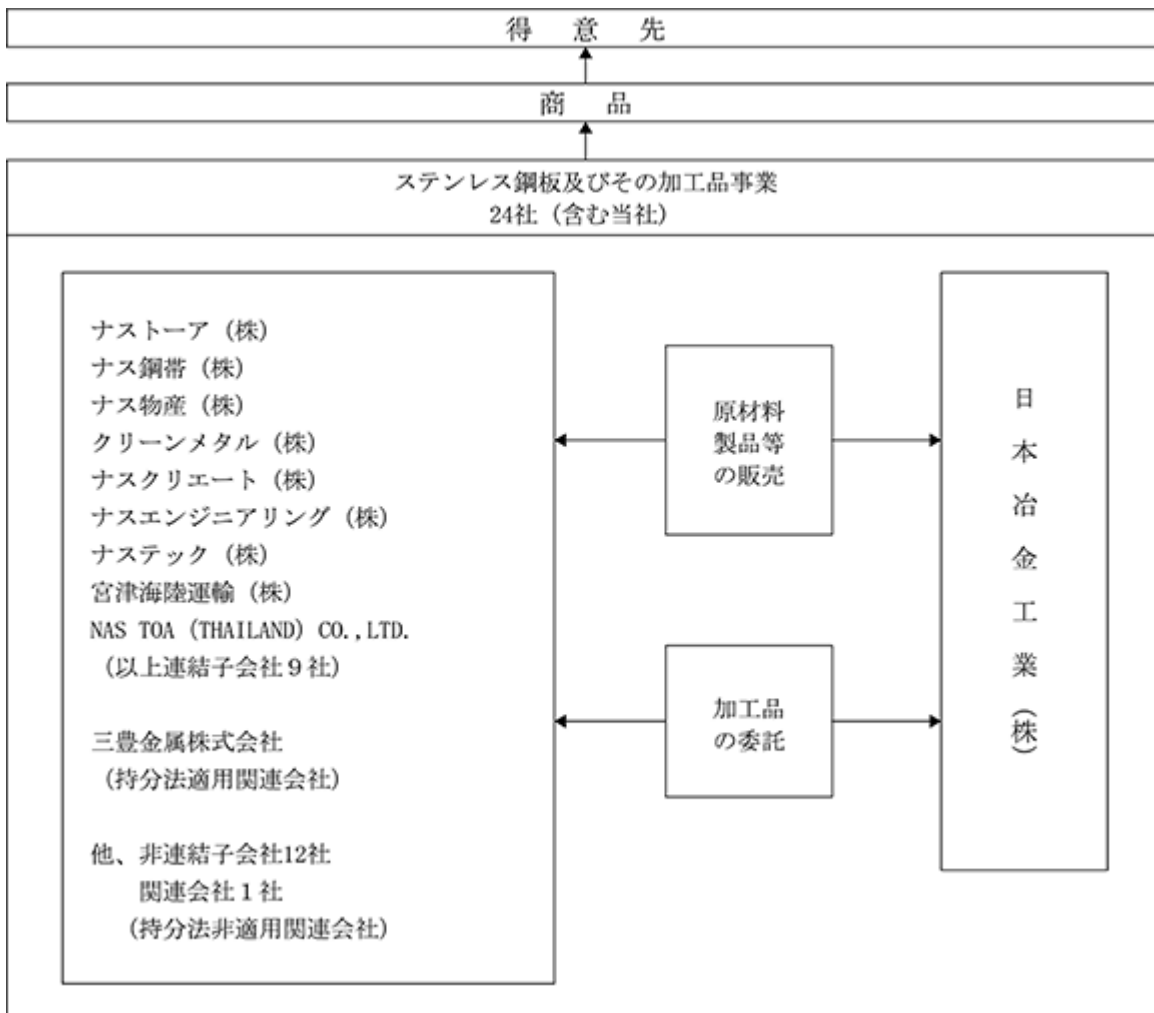 得意先
商品
ステンレス鋼板及びその加工品事業
24社（含む当社）
ナストーア（株）
ナス鋼帯（株）
ナス物産（株）
クリーンメタル（株）
ナスクリエート（株）
ナスエンジニアリング（株）
ナステック（株）
宮津海陸運輸（株）
NAS TOA (THAILAND) CO.,LTD.
（以上連結子会社９社）
三豊金属株式会社
（持分法適用関連会社）
他、非連結子会社12社
関連会社１社
（持分法非適用関連会社）
原材料
製品等
の販売
加工品
の委託
日本冶金工業（株）